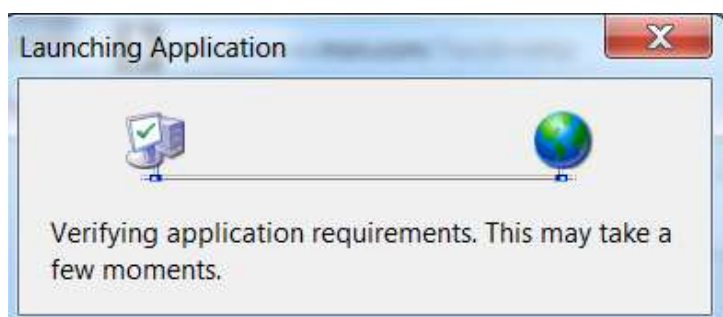 Launching Application
Verifying application requirements. This may take a
few moments.